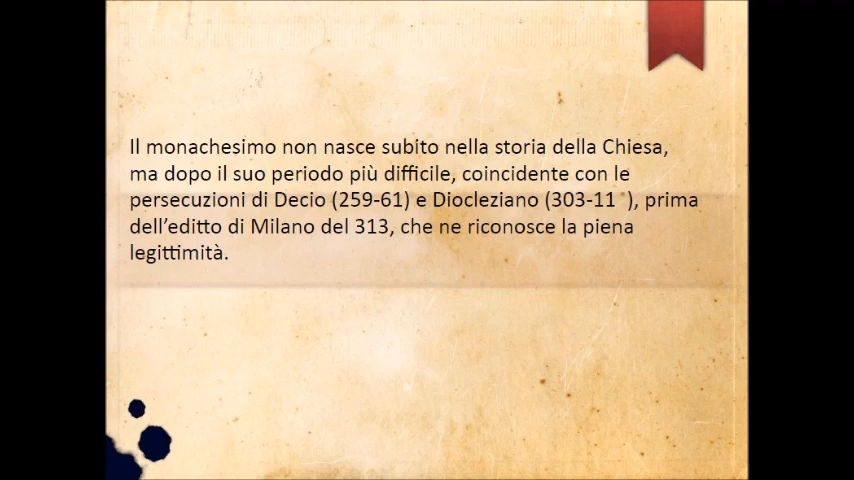 Il monachesimo non nasce subito nella storia della Chiesa,
ma dopo il suo periodo più difficile, coincidente con le
persecuzioni di Decio (259-61) e Diocleziano (303-11 ), prima
dell’editto di Milano del 313, che ne riconosce la piena
legittimità.